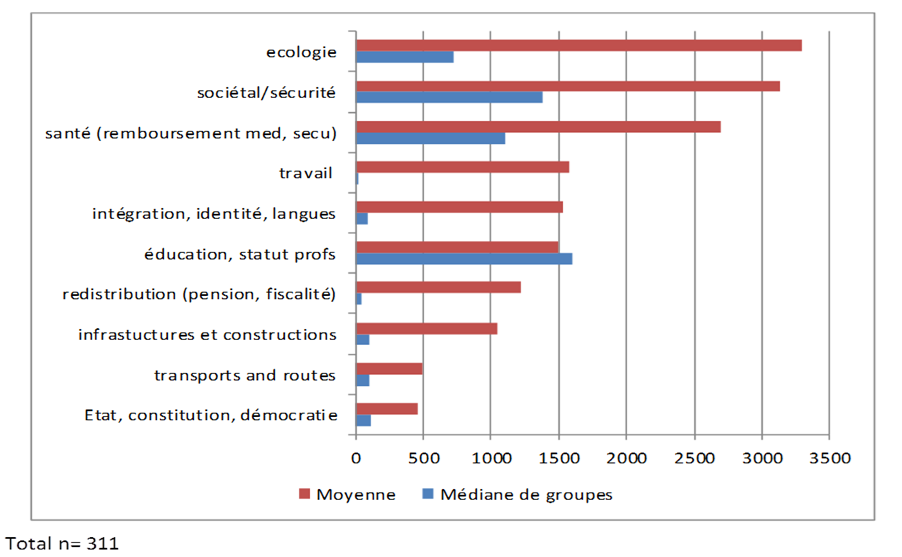 ecologie
sociétal/sécurité
santé (remboursement med, secu)
travail
intégration, identité, langues
éducation, statut profs
redistribution (pension, fiscalité)
infrastuctures et constructions
transports and routes
Etat, constitution, démocratie
0 500 1000 1500 2000 2500 3000 3500
Moyenne Médiane de groupes
Total n= 311